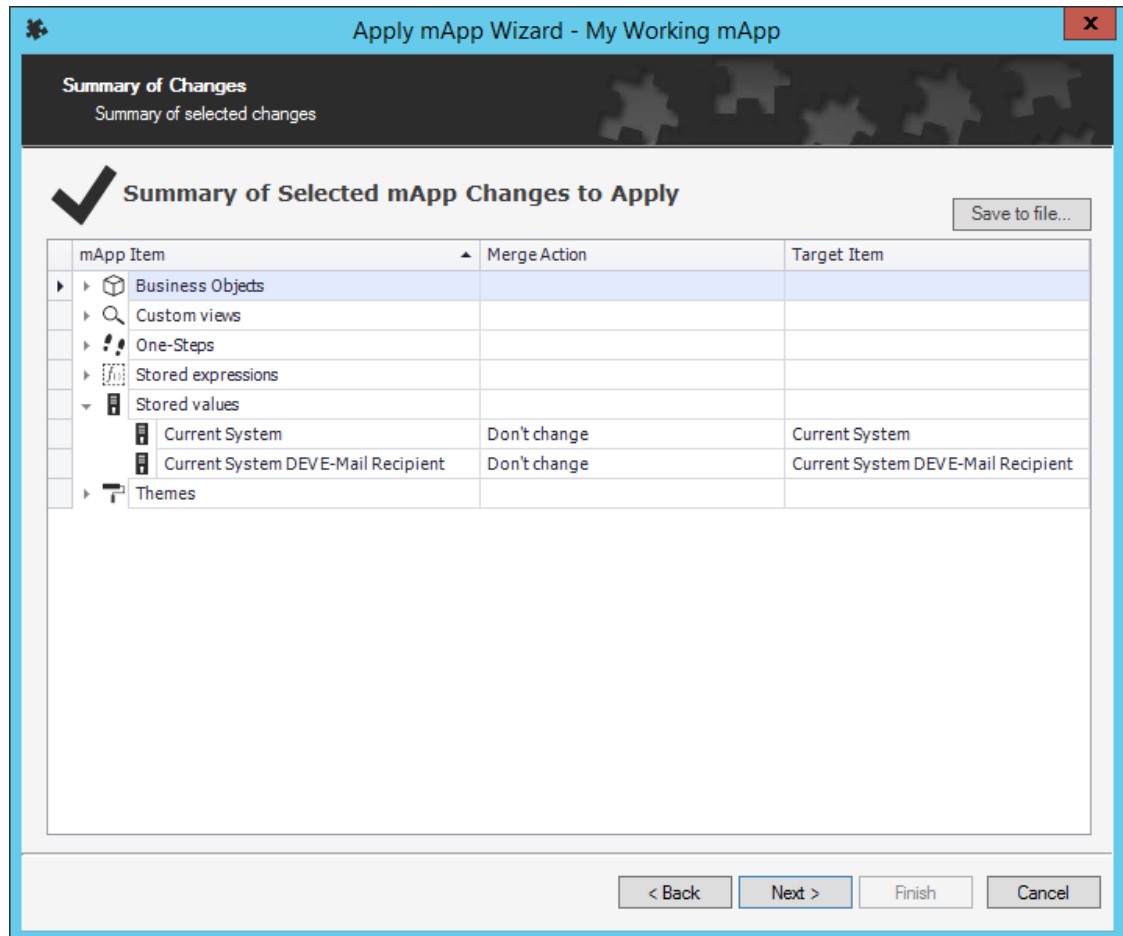 Apply mApp Wizard - My Working mApp
x
Summary of Changes
Summary of selected changes
Summary of Selected mApp Changes to Apply
Save to file...
mApp Item Merge Action Target Item
Business Objects
Custom views
One-Steps
f() Stored expressions
Stored values
Current System Don't change Current System
Current System DEVE-Mail Recipient Don't change Current System DEVE-Mail Recipient
Themes
< Back Next > Finish Cancel